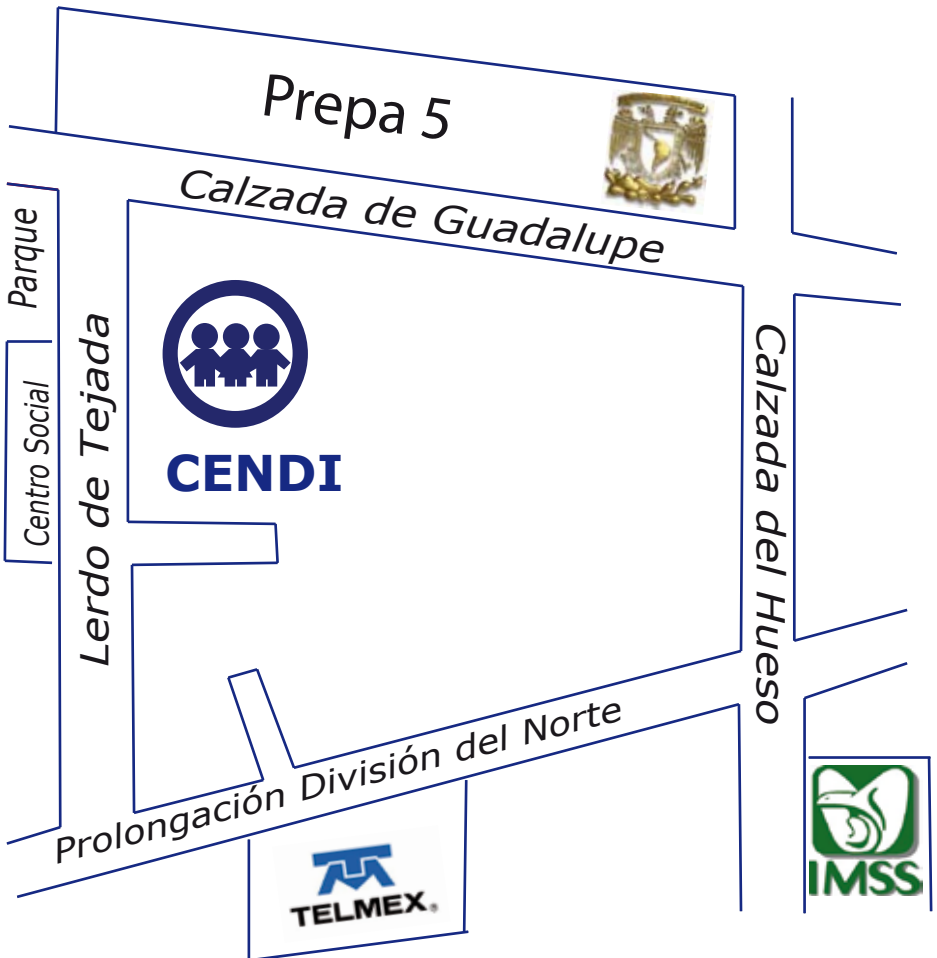 Prepa 5
Calzada de Guadalupe
Parque
Centro Social
Lerdo de Tejada
CENDI
Calzada del Hueso
Prolongación División del Norte
TELMEX®
IMSS